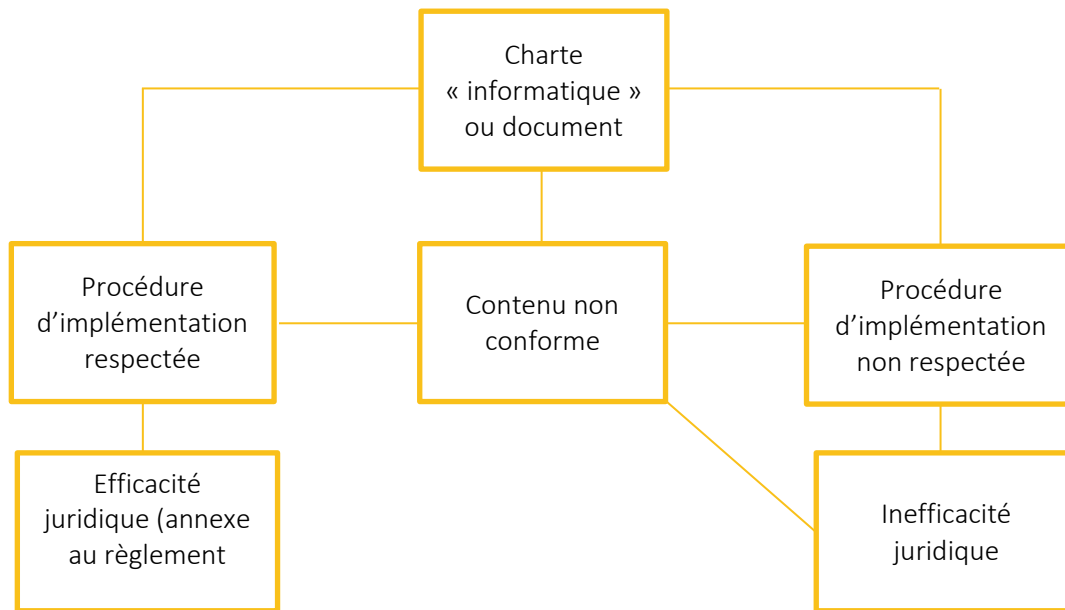 Charte
« informatique »
ou document
Procédure
d’implémentation
respectée
Contenu non
conforme
Procédure
d’implémentation
non respectée
Efficacité
juridique (annexe
au règlement
Inefficacité
juridique